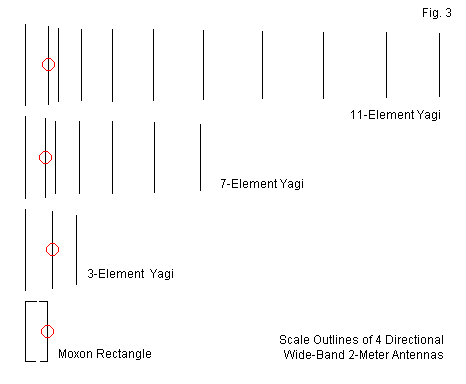 Fig. 3
11-Element Yagi
7-Element Yagi
3-Element Yagi
Moxon Rectangle
Scale Outlines of 4 Directional
Wide-Band 2-Meter Antennas